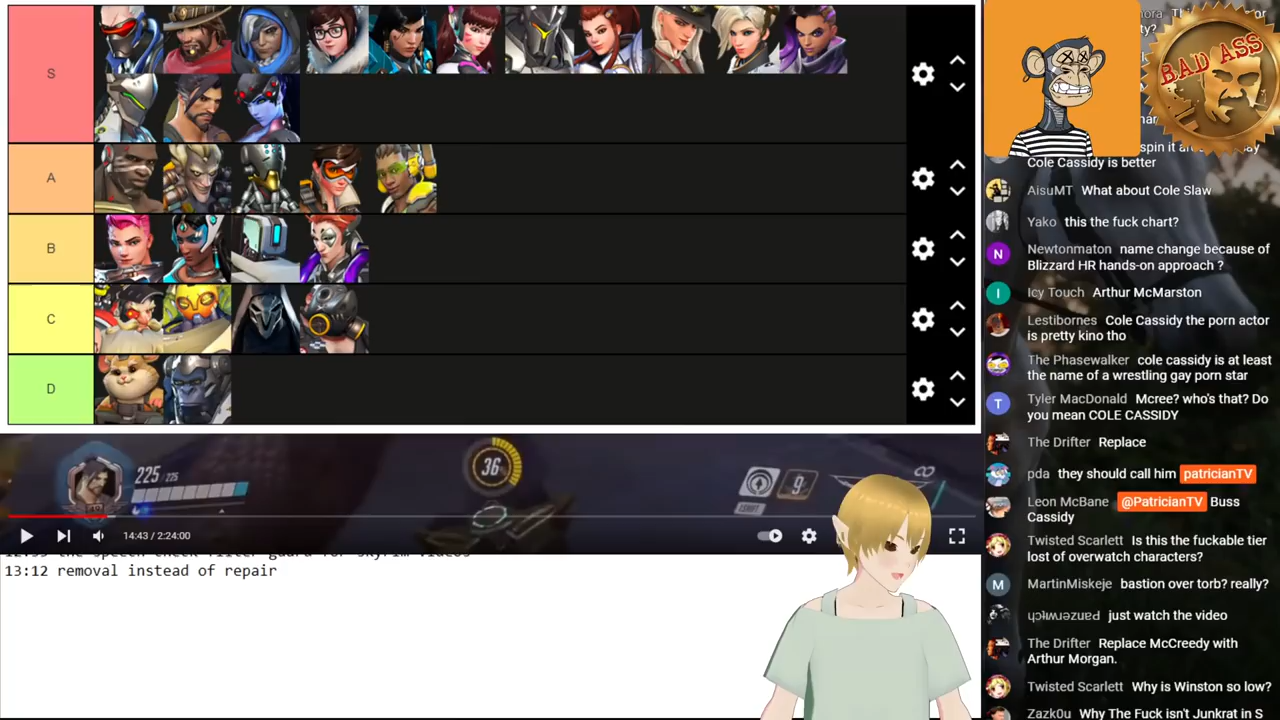 S
A
B
C
D
225 /225
36
9
14:43 / 2:24:00
13:12 removal instead of repair
BAD ASS
Cole Cassidy is better
AisuMT What about Cole Slaw
Yako this the fuck chart?
N
Newtonmaton name change because of
Blizzard HR hands-on approach ?
I
Icy Touch Arthur McMarston
Lestibornes Cole Cassidy the porn actor
is pretty kino tho
The Phasewalker cole cassidy is at least
the name of a wrestling gay porn star
T
Tyler MacDonald Mcree? who's that? Do
you mean COLE CASSIDY
The Drifter Replace
pda they should call him patricianTV
Leon McBane @PatricianTV Buss
Cassidy
Twisted Scarlett Is this the fuckable tier
lost of overwatch characters?
M
MartinMiskeje bastion over torb? really?
just watch the video
The Drifter Replace McCreedy with
Arthur Morgan.
Twisted Scarlett Why is Winston so low?
Zazk0u Why The Fuck isn't Junkrat in S